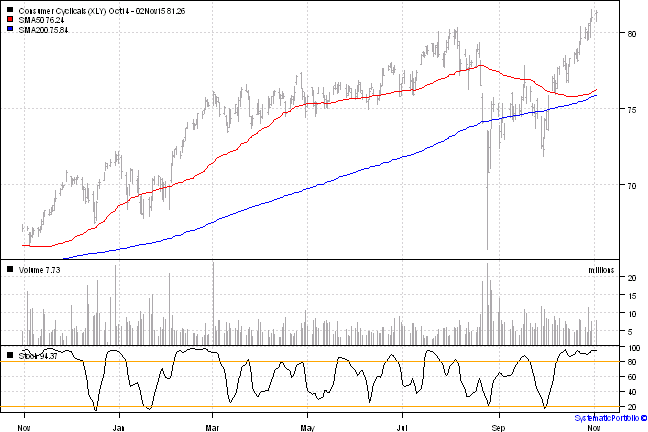 Consumer Cyclicals (XLY) Oct14 - 02Nov15 81.26
SMA50 76.24
SMA200 75.84
80
75
70
Volume 7.73
millions
20
15
10
5
Stoch 94.37
100
80
60
40
20
Nov Jan Mar May Jul Sep Nov
SystematicPortfolio ©